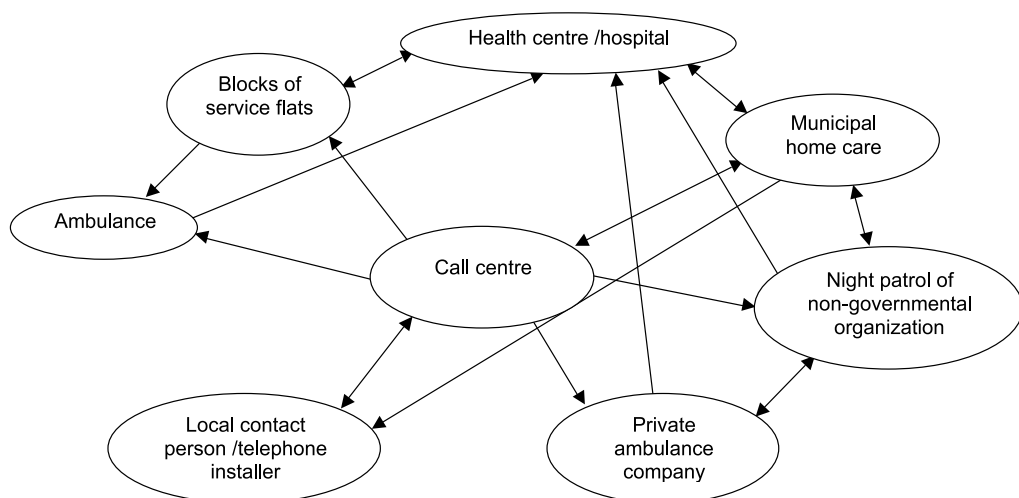 Health centre /hospital
Blocks of
service flats
Municipal
home care
Ambulance
Call centre
Night patrol of
non-governmental
organization
Local contact
person /telephone
installer
Private
ambulance
company